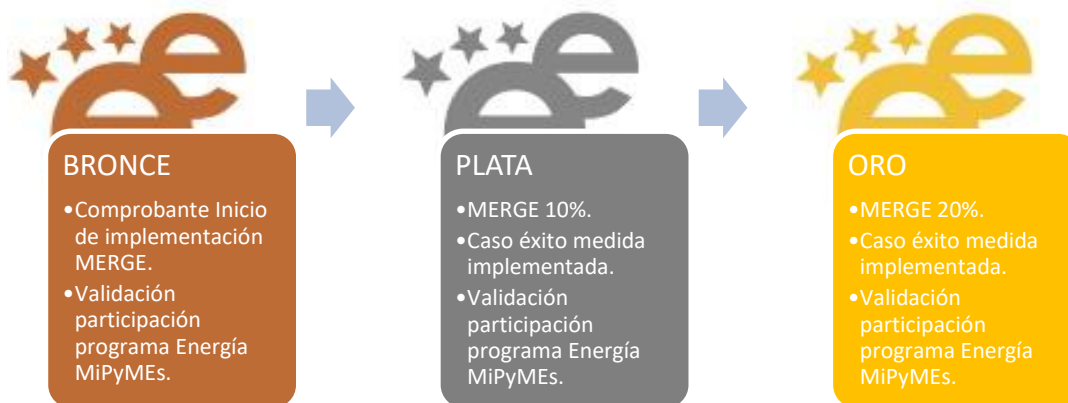 BRONCE
•Comprobante Inicio
de implementación
MERGE.
•Validación
participación
programa Energía
MiPyMEs.
PLATA
•MERGE 10%.
•Caso éxito medida
implementada.
•Validación
participación
programa Energía
MiPyMEs.
ORO
•MERGE 20%.
•Caso éxito medida
implementada.
•Validación
participación
programa Energía
MiPyMEs.